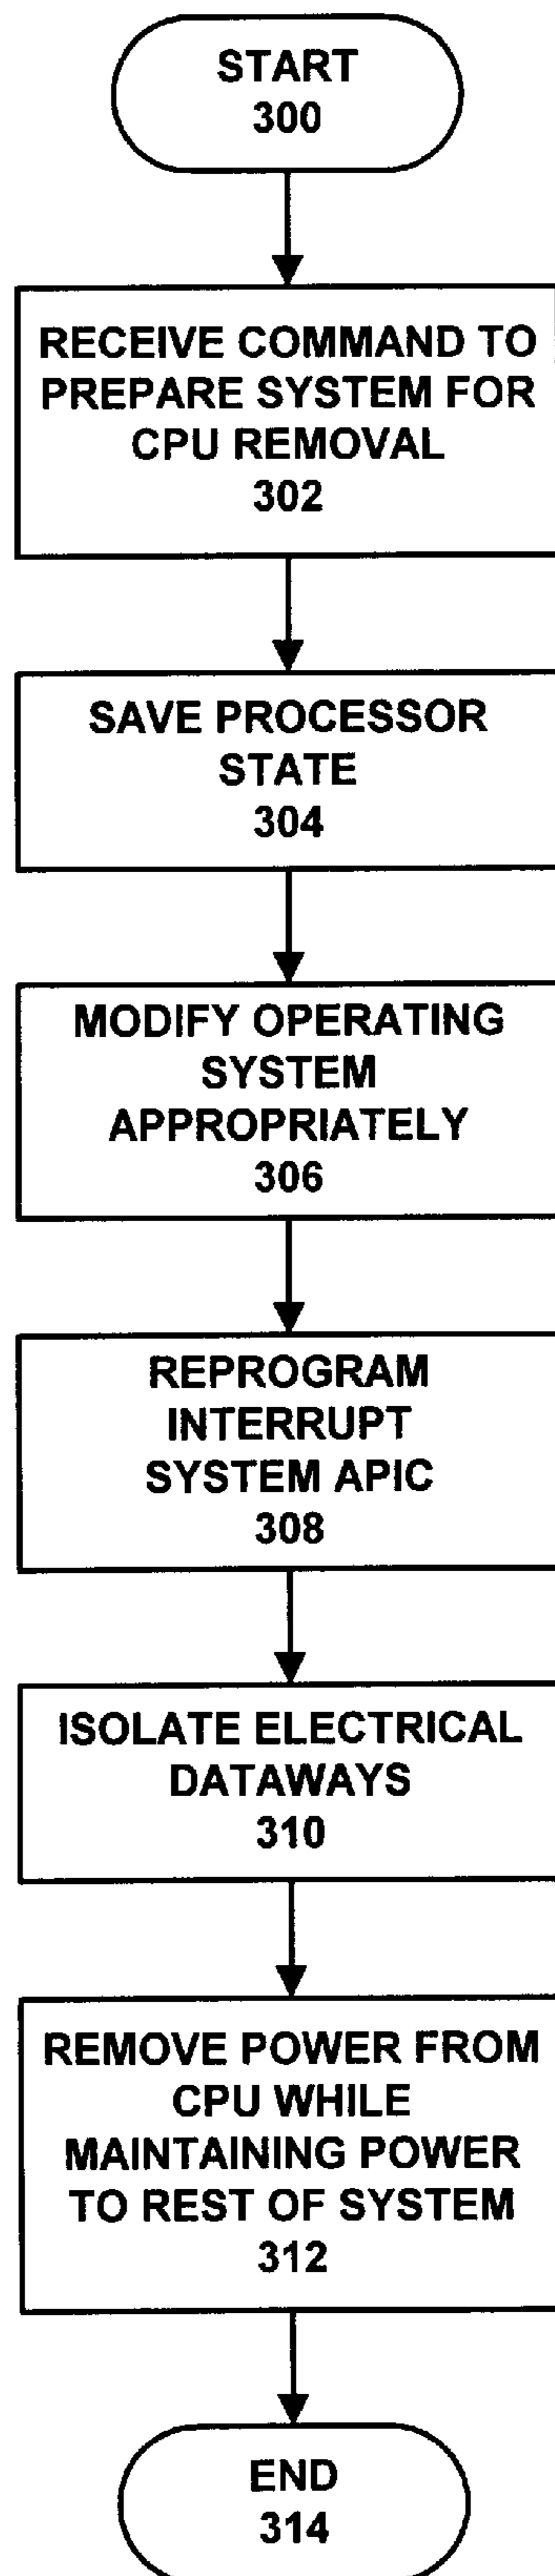 START
300
RECEIVE COMMAND TO
PREPARE SYSTEM FOR
CPU REMOVAL
302
SAVE PROCESSOR
STATE
304
MODIFY OPERATING
SYSTEM
APPROPRIATELY
306
REPROGRAM
INTERRUPT
SYSTEM APIC
308
ISOLATE ELECTRICAL
DATAWAYS
310
REMOVE POWER FROM
CPU WHILE
MAINTAINING POWER
TO REST OF SYSTEM
312
END
314